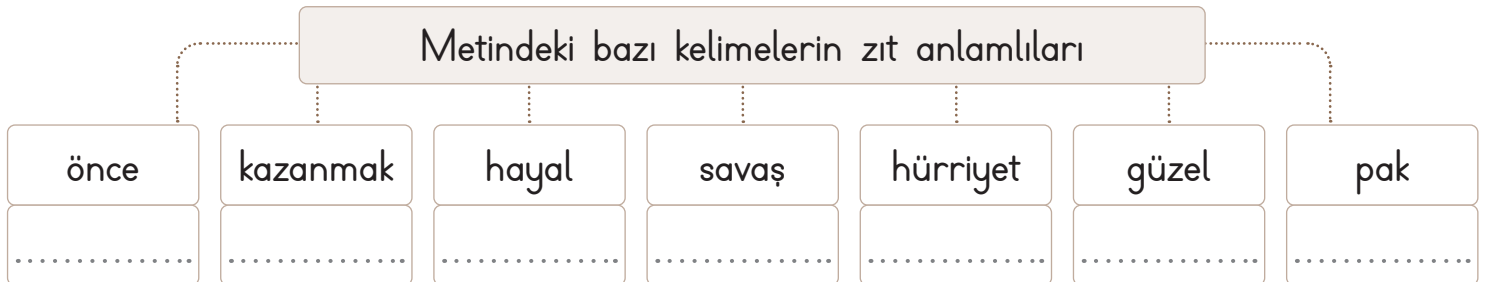 Metindeki bazı kelimelerin zıt anlamlıları
önce kazanmak hayal savaş hürriyet güzel pak